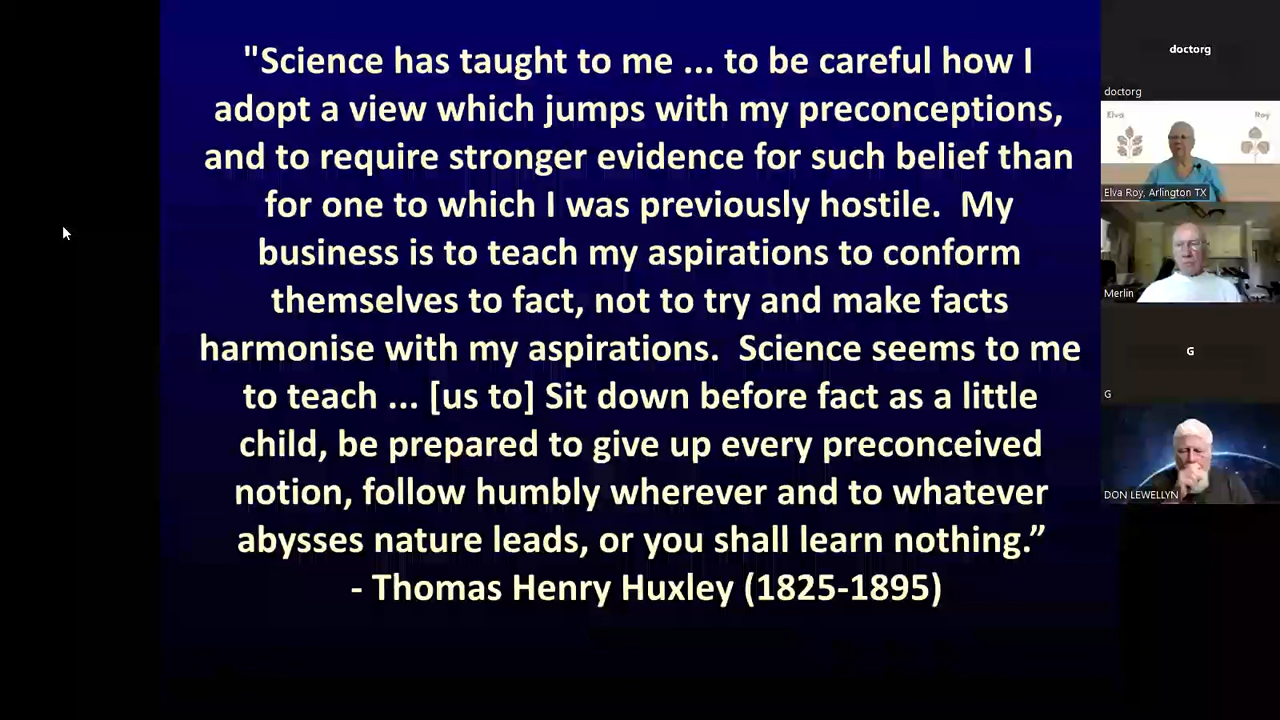 "Science has taught to me ... to be careful how I
adopt a view which jumps with my preconceptions,
and to require stronger evidence for such belief than
for one to which I was previously hostile.  My
business is to teach my aspirations to conform
themselves to fact, not to try and make facts
harmonise with my aspirations.  Science seems to me
to teach ... [us to] Sit down before fact as a little
child, be prepared to give up every preconceived
notion, follow humbly wherever and to whatever
abysses nature leads, or you shall learn nothing.”
- Thomas Henry Huxley (1825-1895)
doctorg
doctorg
Elva
Roy
Elva Roy, Arlington TX
Merlin
G
G
DON LEWELLYN